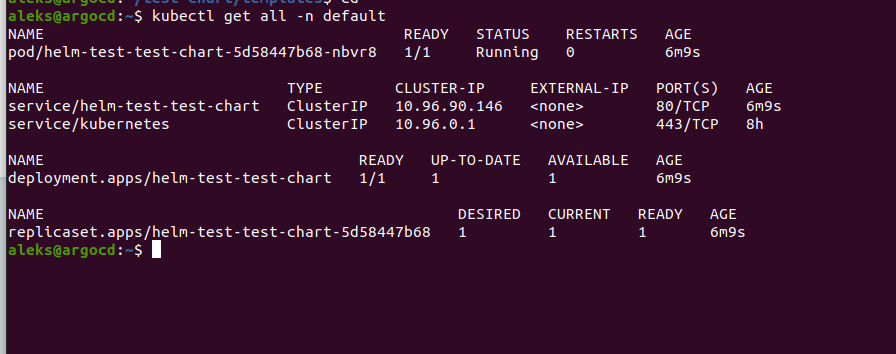 aleks@argocd:~/test-chart/templates$ cd
aleks@argocd:~$ kubectl get all -n default
NAME READY STATUS RESTARTS AGE
pod/helm-test-test-chart-5d58447b68-nbvr8 1/1 Running 0 6m9s
NAME TYPE CLUSTER-IP EXTERNAL-IP PORT(S) AGE
service/helm-test-test-chart ClusterIP 10.96.90.146 <none> 80/TCP 6m9s
service/kubernetes ClusterIP 10.96.0.1 <none> 443/TCP 8h
NAME READY UP-TO-DATE AVAILABLE AGE
deployment.apps/helm-test-test-chart 1/1 1 1 6m9s
NAME DESIRED CURRENT READY AGE
replicaset.apps/helm-test-test-chart-5d58447b68 1 1 1 6m9s
aleks@argocd:~$